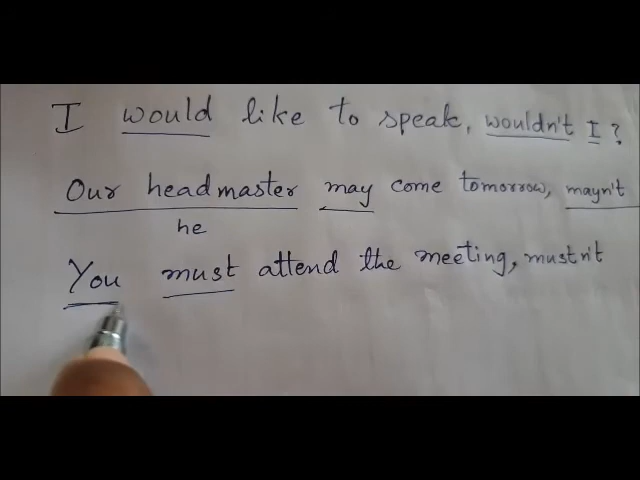 I would like to speak, wouldn't I?
Our headmaster may come tomorrow, mayn't
he
You must attend the meeting, mustn't